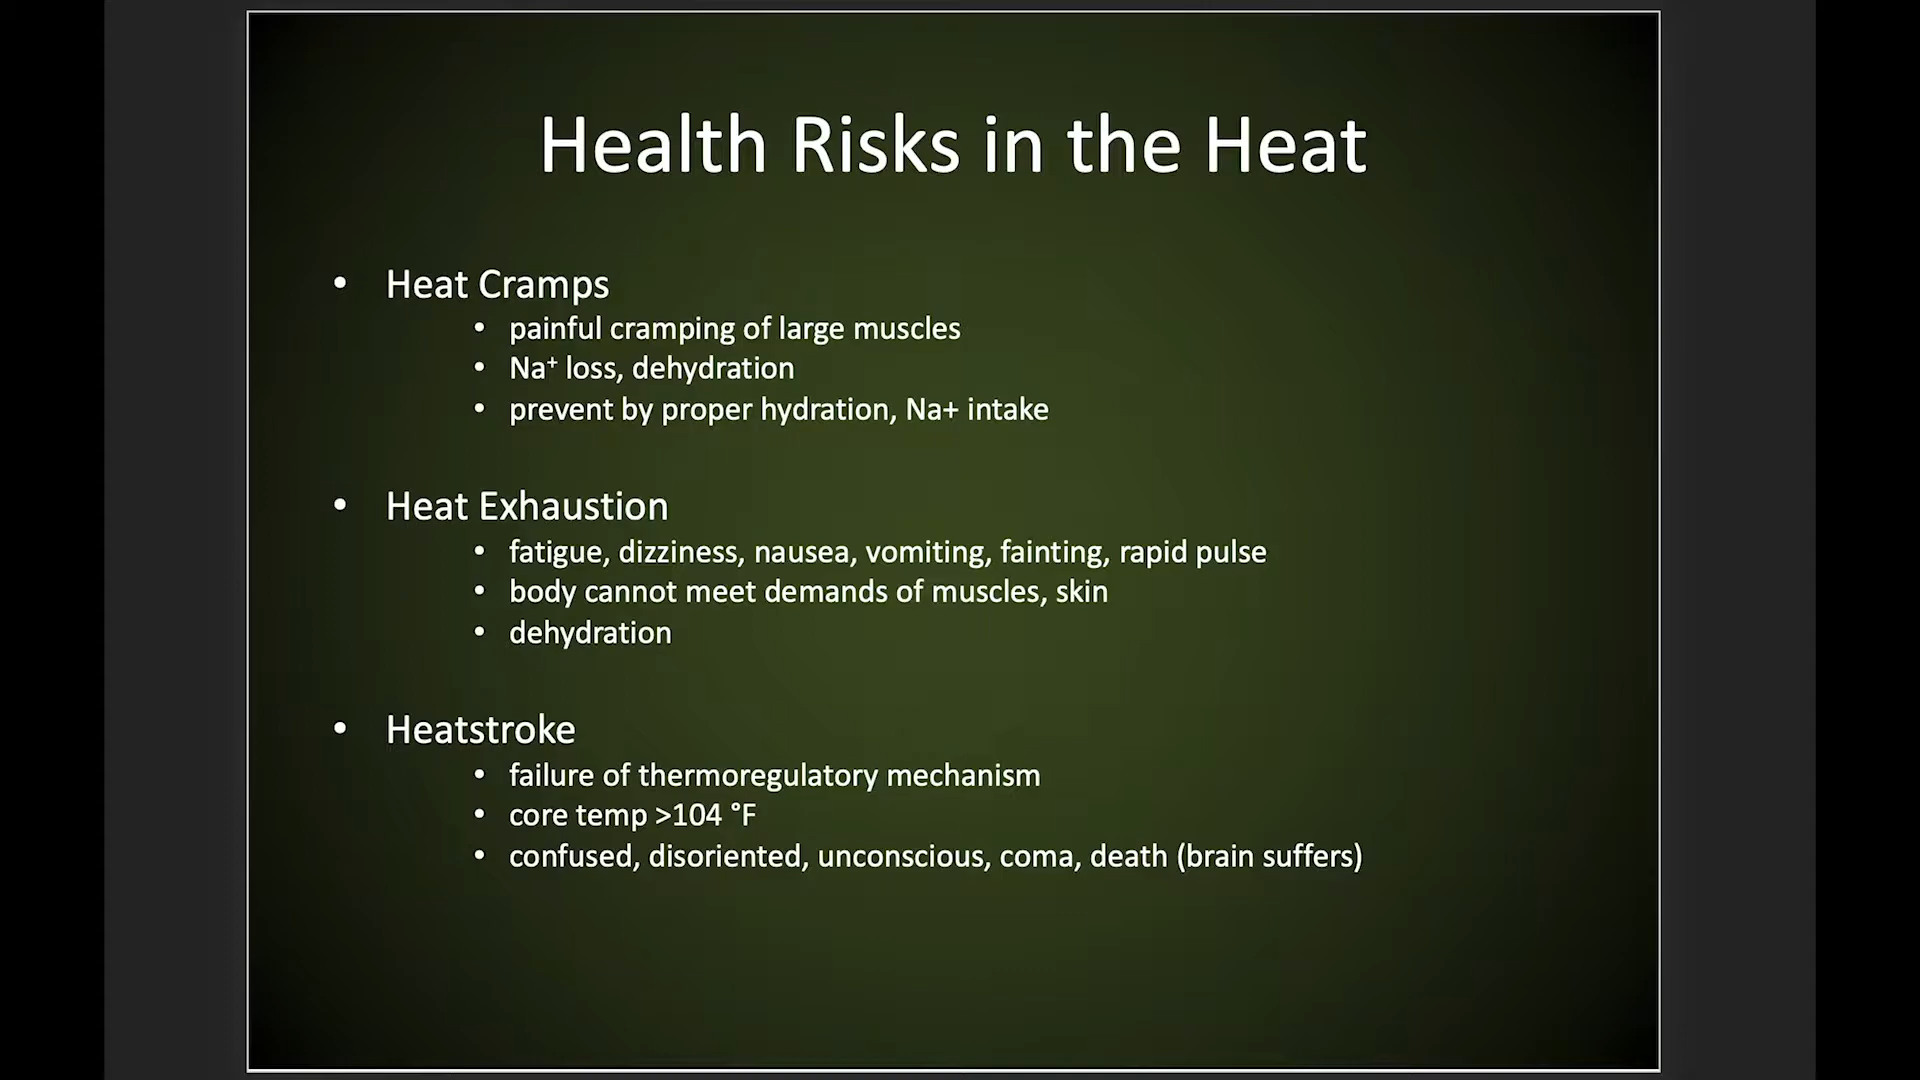 Health Risks in the Heat
• Heat Cramps
• painful cramping of large muscles
• Na⁺ loss, dehydration
• prevent by proper hydration, Na+ intake
• Heat Exhaustion
• fatigue, dizziness, nausea, vomiting, fainting, rapid pulse
• body cannot meet demands of muscles, skin
• dehydration
• Heatstroke
• failure of thermoregulatory mechanism
• core temp >104 °F
• confused, disoriented, unconscious, coma, death (brain suffers)